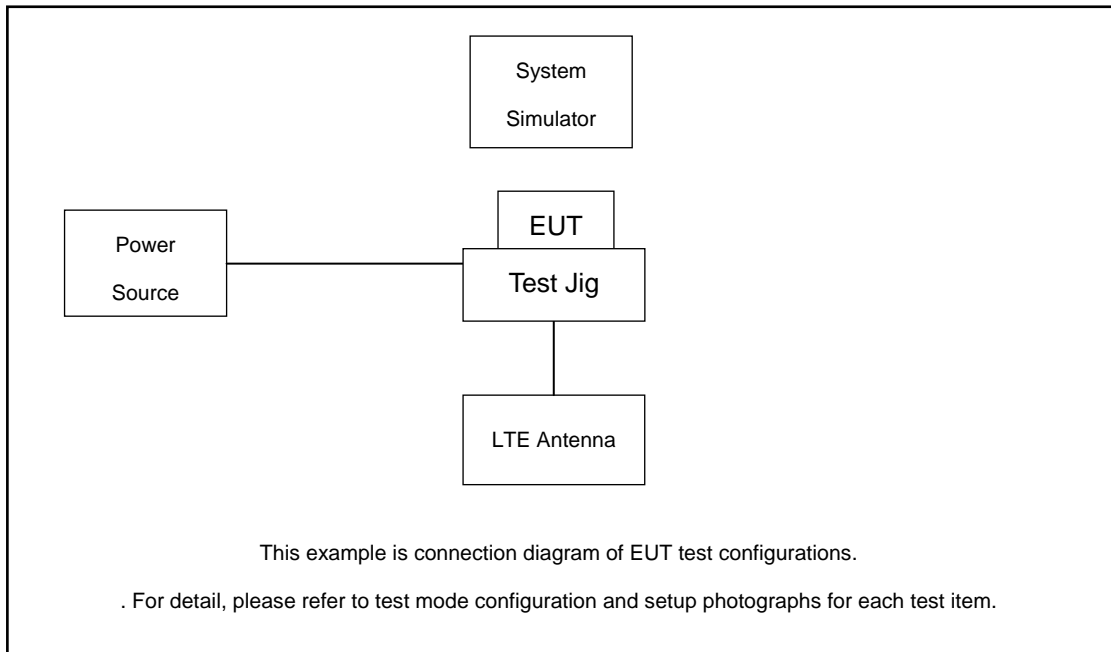 System
Simulator
EUT
Power
Source
Test Jig
LTE Antenna
This example is connection diagram of EUT test configurations.
. For detail, please refer to test mode configuration and setup photographs for each test item.